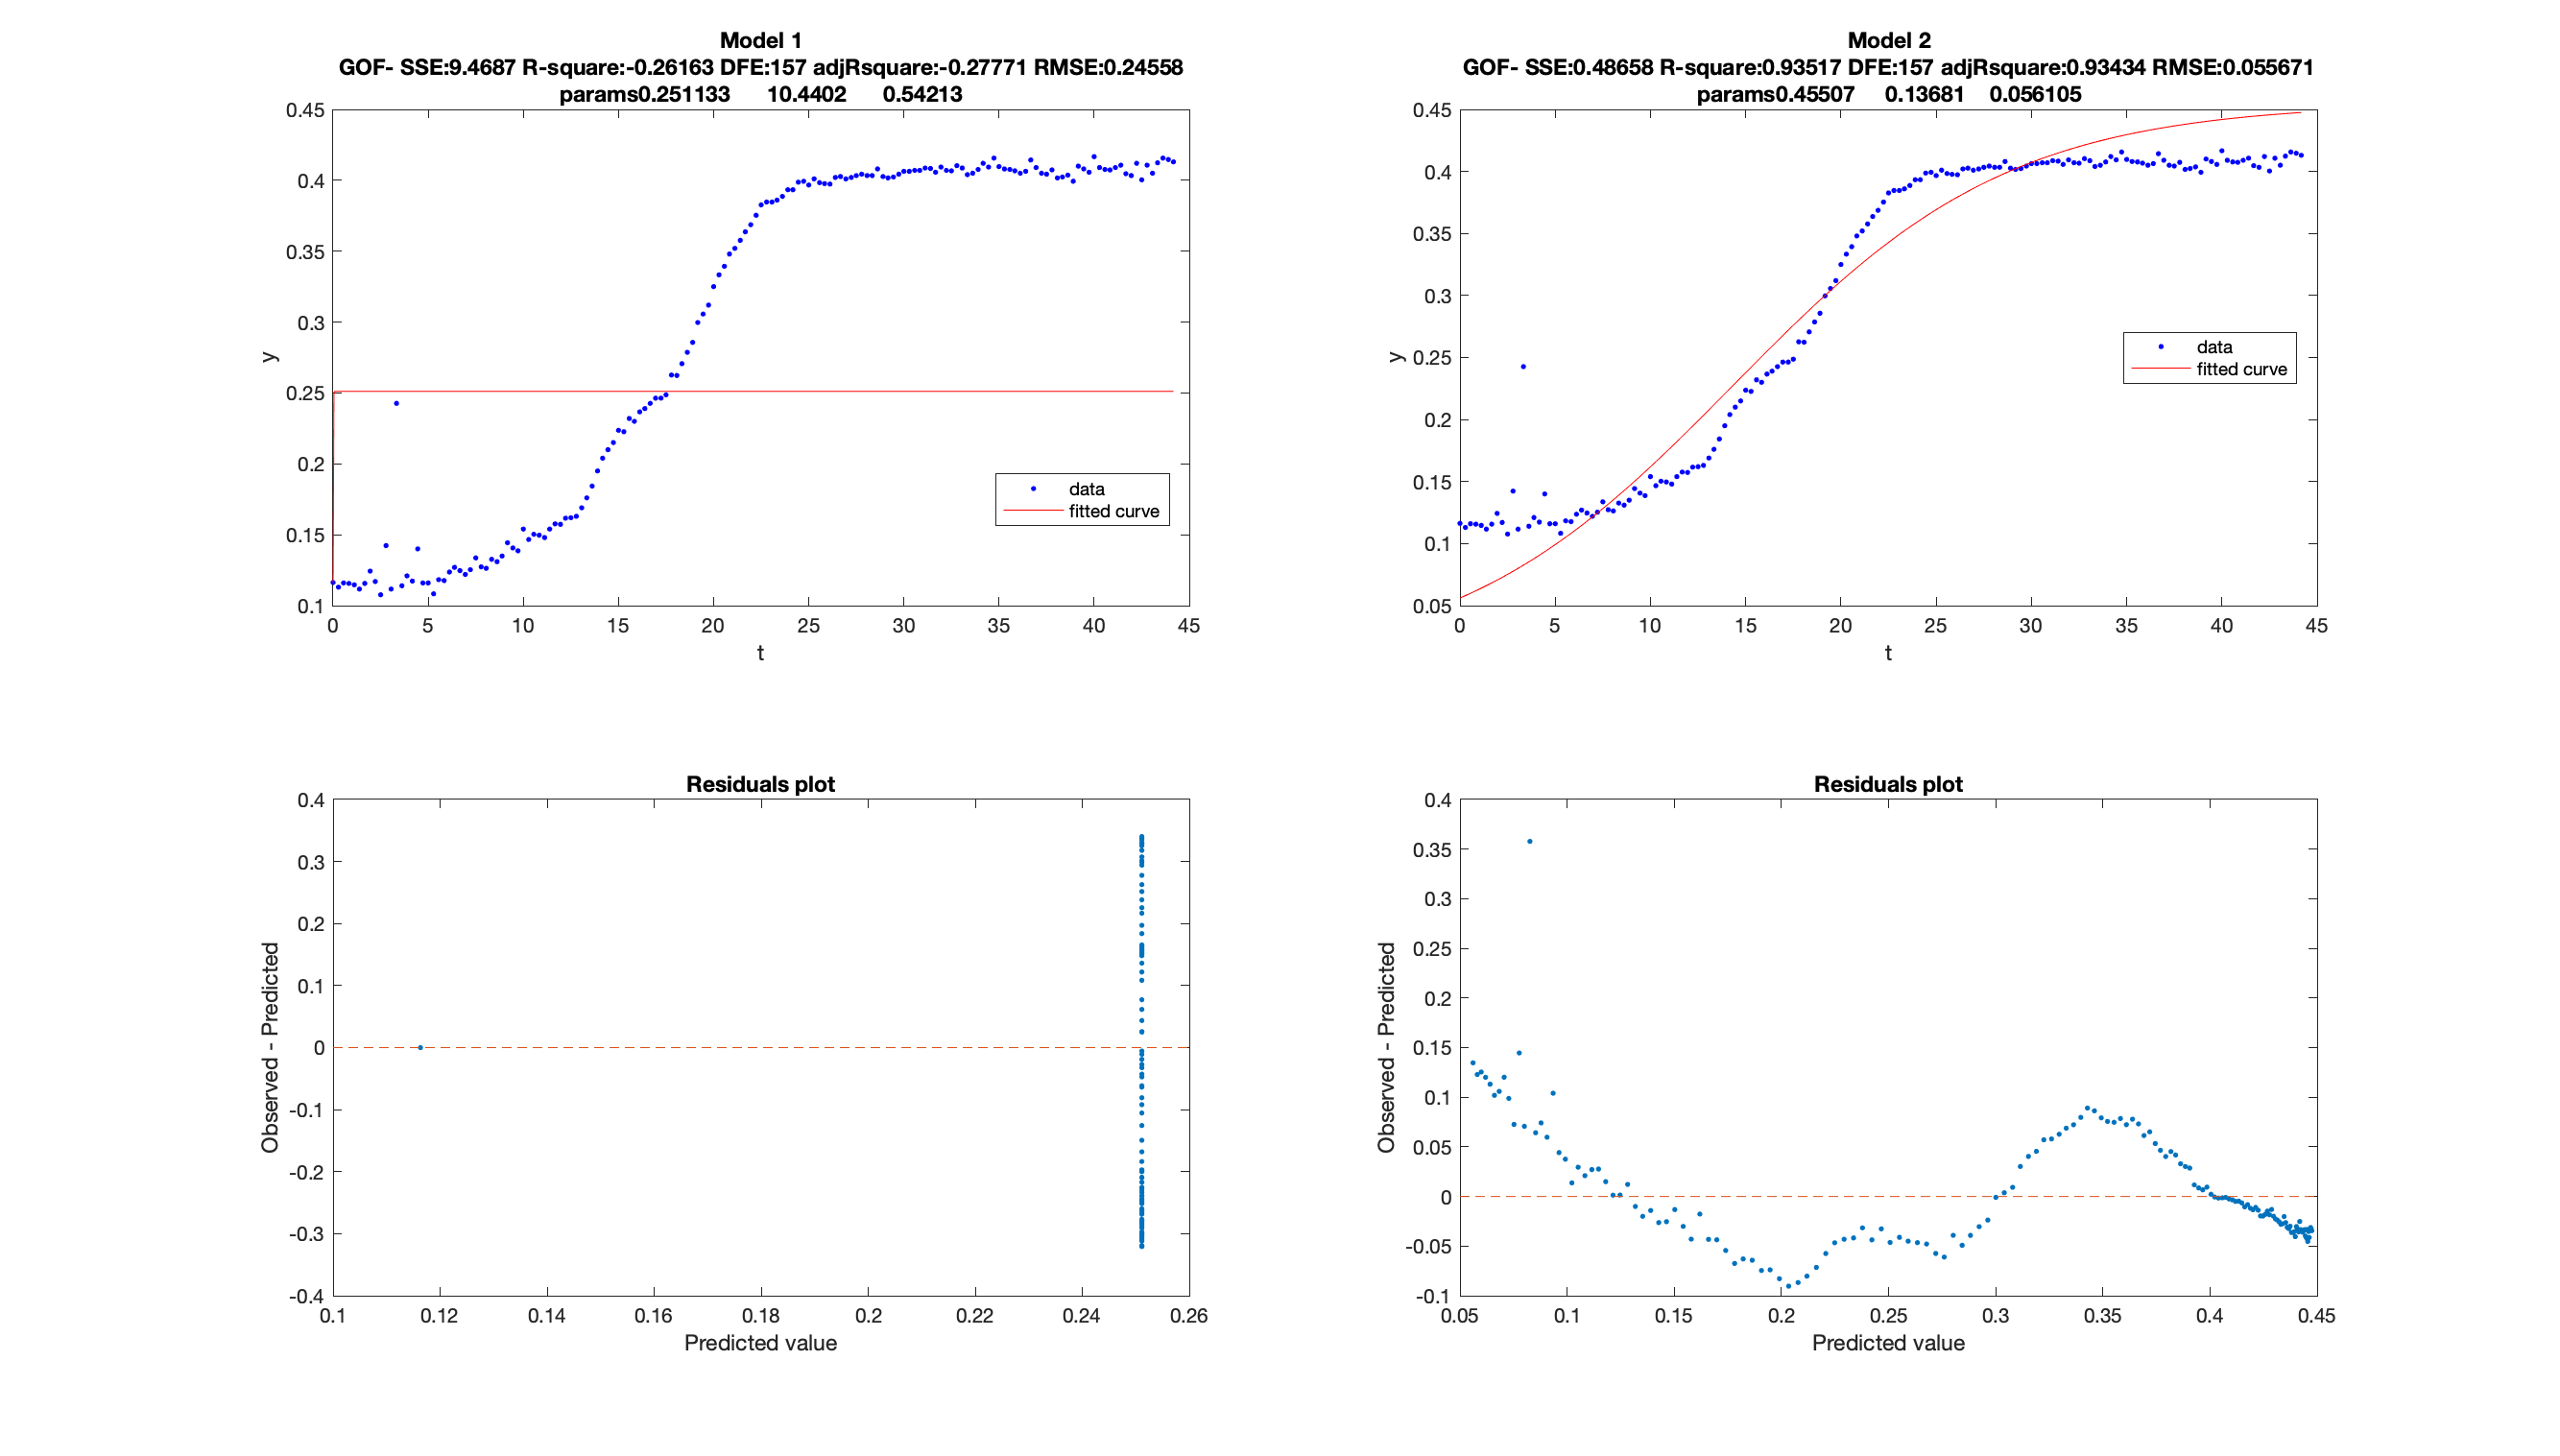 Model 1
GOF- SSE:9.4687 R-square:-0.26163 DFE:157 adjRsquare:-0.27771 RMSE:0.24558
params0.251133 10.4402 0.54213
0.45
0.4
0.35
0.3
0.25
0.2
0.15
0.1
y
data
fitted curve
0 5 10 15 20 25 30 35 40 45
t
Model 2
GOF- SSE:0.48658 R-square:0.93517 DFE:157 adjRsquare:0.93434 RMSE:0.055671
params0.45507 0.13681 0.056105
0.45
0.4
0.35
0.3
0.25
0.2
0.15
0.1
0.05
y
data
fitted curve
0 5 10 15 20 25 30 35 40 45
t
Residuals plot
0.4
0.3
0.2
0.1
0
-0.1
-0.2
-0.3
-0.4
Observed - Predicted
0.1 0.12 0.14 0.16 0.18 0.2 0.22 0.24 0.26
Predicted value
Residuals plot
0.4
0.35
0.3
0.25
0.2
0.15
0.1
0.05
0
-0.05
-0.1
Observed - Predicted
0.05 0.1 0.15 0.2 0.25 0.3 0.35 0.4 0.45
Predicted value